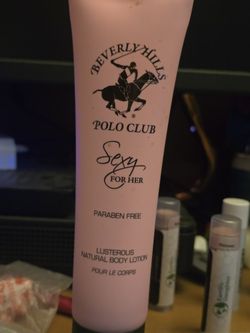 BEVERLY HILLS
POLO CLUB
®
Sexy
FOR HER
PARABEN FREE
LUSTEROUS
NATURAL BODY LOTION
POUR LE CORPS